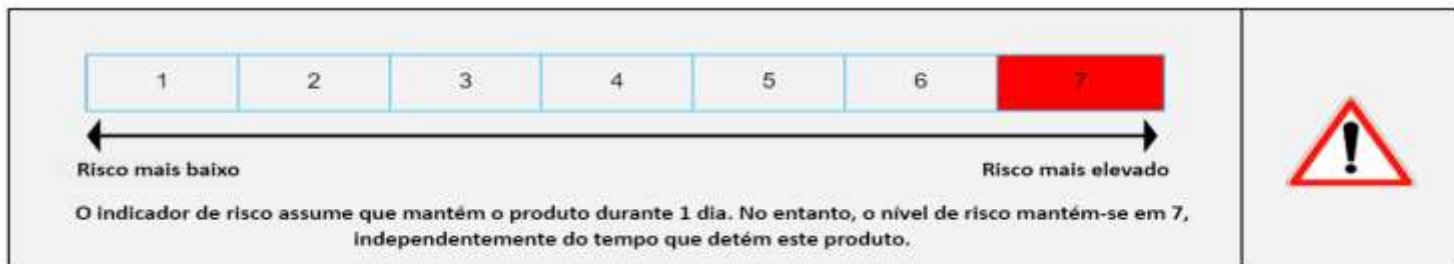 1 2 3 4 5 6 7
Risco mais baixo Risco mais elevado
O indicador de risco assume que mantém o produto durante 1 dia. No entanto, o nível de risco mantém-se em 7,
independentemente do tempo que detém este produto.